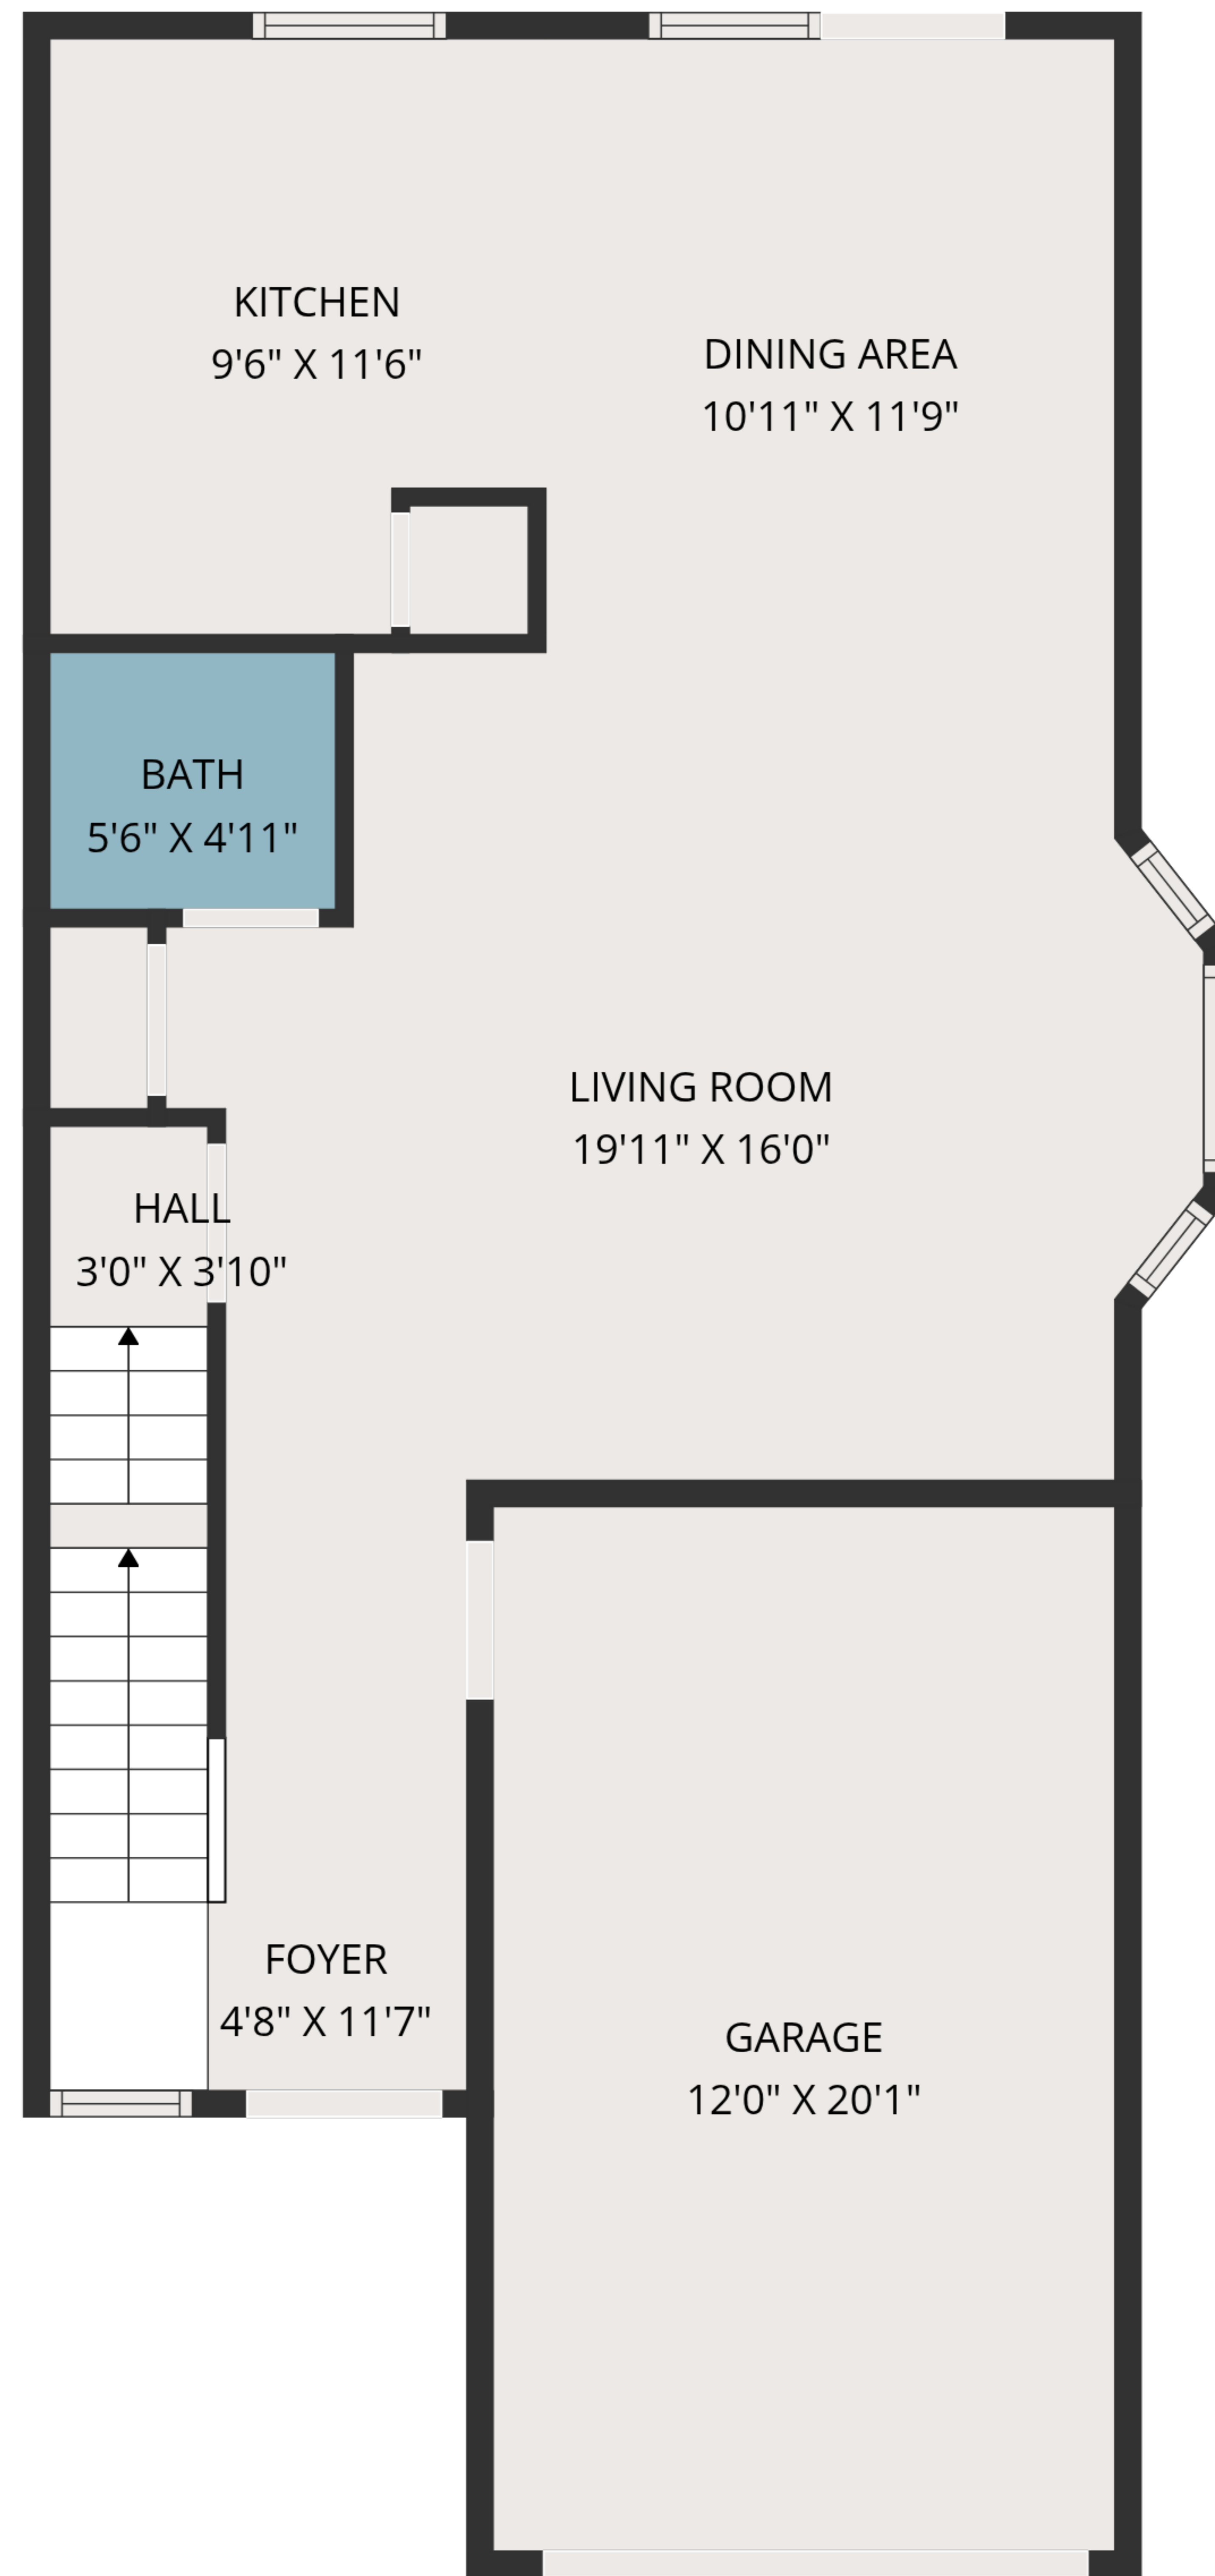 KITCHEN
9'6" X 11'6"
DINING AREA
10'11" X 11'9"
BATH
5'6" X 4'11"
LIVING ROOM
19'11" X 16'0"
HALL
3'0" X 3'10"
FOYER
4'8" X 11'7"
GARAGE
12'0" X 20'1"